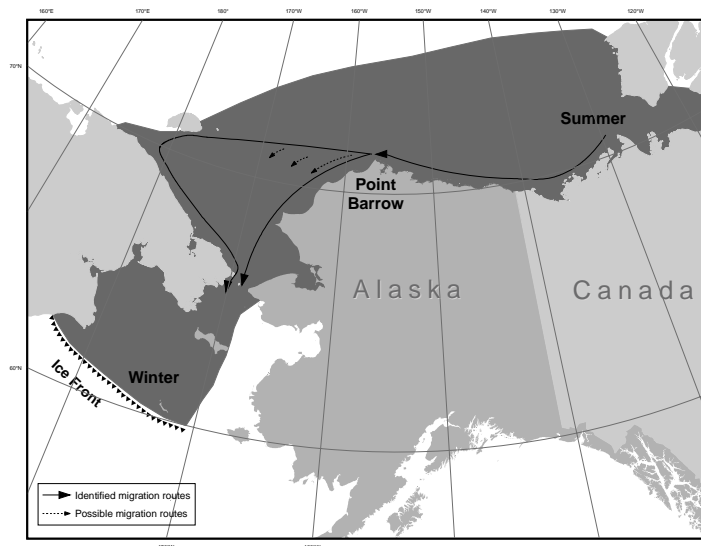 160°E
170°E
180°
170°W
160°W
150°W
140°W
130°W
120°W
70°N
Summer
Point
Barrow
Alaska
Canada
60°N
Winter
Ice Front
Identified migration routes
Possible migration routes